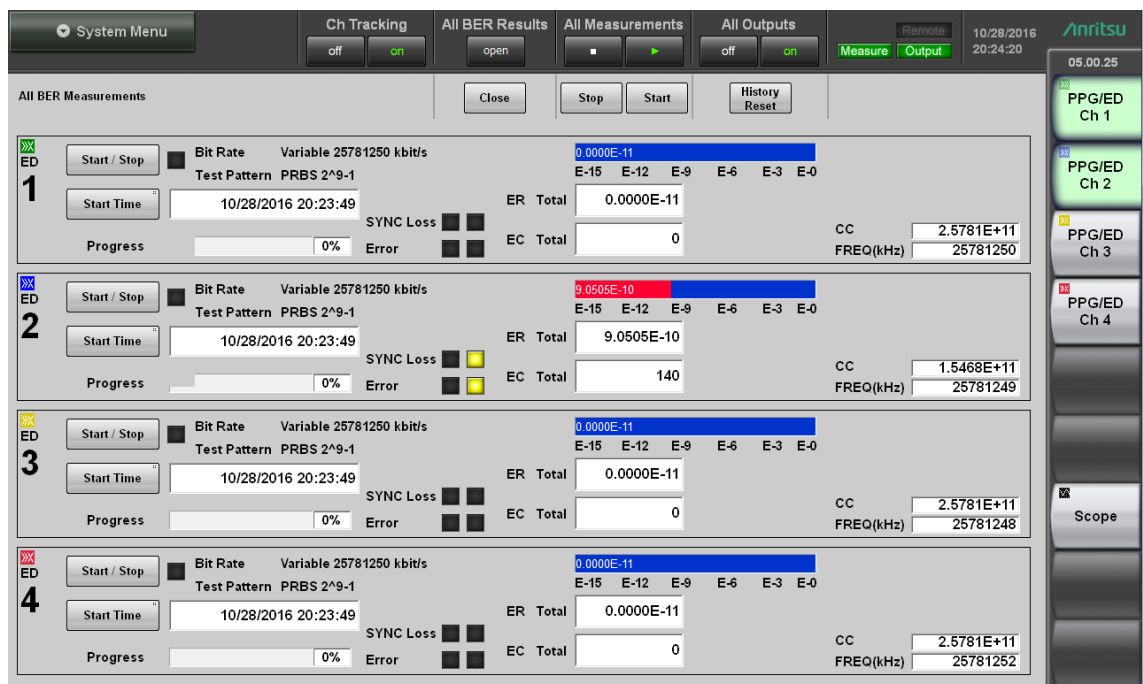 System Menu
Ch Tracking
off on
All BER Results
open
All Measurements
All Outputs
off on
Remote
Measure Output
10/28/2016
20:24:20
Anritsu
05.00.25
All BER Measurements
Close
Stop Start
History
Reset
PPG/ED
Ch 1
PPG/ED
Ch 2
PPG/ED
Ch 3
PPG/ED
Ch 4
Scope
ED
1
Start / Stop
Bit Rate Variable 25781250 kbit/s
Test Pattern PRBS 2^9-1
Start Time 10/28/2016 20:23:49
Progress 0%
SYNC Loss
Error
0.0000E-11
E-15 E-12 E-9 E-6 E-3 E-0
ER Total 0.0000E-11
EC Total 0
CC 2.5781E+11
FREQ(kHz) 25781250
ED
2
Start / Stop
Bit Rate Variable 25781250 kbit/s
Test Pattern PRBS 2^9-1
Start Time 10/28/2016 20:23:49
Progress 0%
SYNC Loss
Error
9.0505E-10
E-15 E-12 E-9 E-6 E-3 E-0
ER Total 9.0505E-10
EC Total 140
CC 1.5468E+11
FREQ(kHz) 25781249
ED
3
Start / Stop
Bit Rate Variable 25781250 kbit/s
Test Pattern PRBS 2^9-1
Start Time 10/28/2016 20:23:49
Progress 0%
SYNC Loss
Error
0.0000E-11
E-15 E-12 E-9 E-6 E-3 E-0
ER Total 0.0000E-11
EC Total 0
CC 2.5781E+11
FREQ(kHz) 25781248
ED
4
Start / Stop
Bit Rate Variable 25781250 kbit/s
Test Pattern PRBS 2^9-1
Start Time 10/28/2016 20:23:49
Progress 0%
SYNC Loss
Error
0.0000E-11
E-15 E-12 E-9 E-6 E-3 E-0
ER Total 0.0000E-11
EC Total 0
CC 2.5781E+11
FREQ(kHz) 25781252